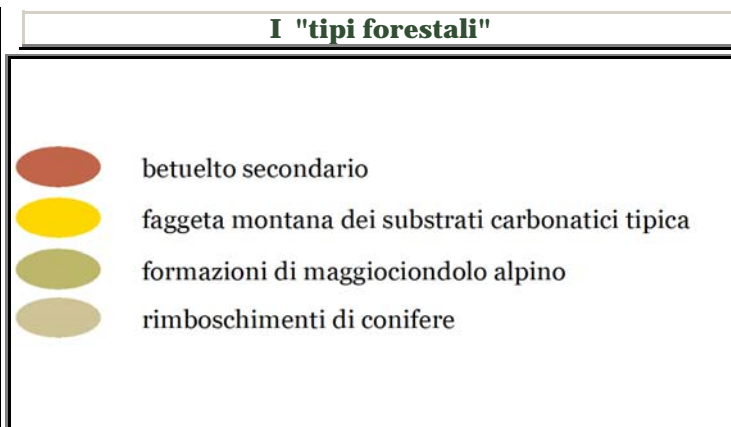 I "tipi forestali"
betuelto secondario
faggeta montana dei substrati carbonatici tipica
formazioni di maggiociondolo alpino
rimboschimenti di conifere